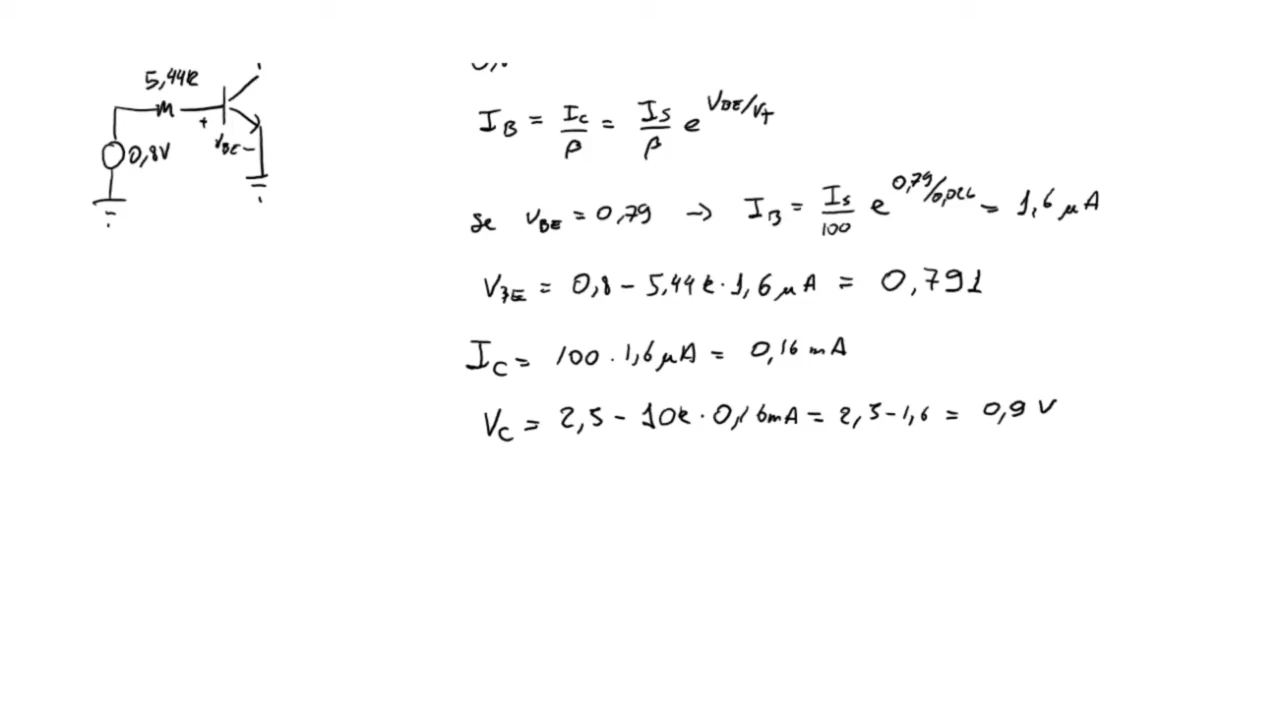 5,44k
0,8V
+ VBE −
IB = IC/β = IS/β e^VBE/VT
se VBE = 0,79 → IB = IS/100 e^0,79/0,026 = 1,6 μA
VBE = 0,8 − 5,44k · 1,6 μA = 0,791
IC = 100 · 1,6 μA = 0,16 mA
VC = 2,5 − 10k · 0,16mA = 2,5 − 1,6 = 0,9 V